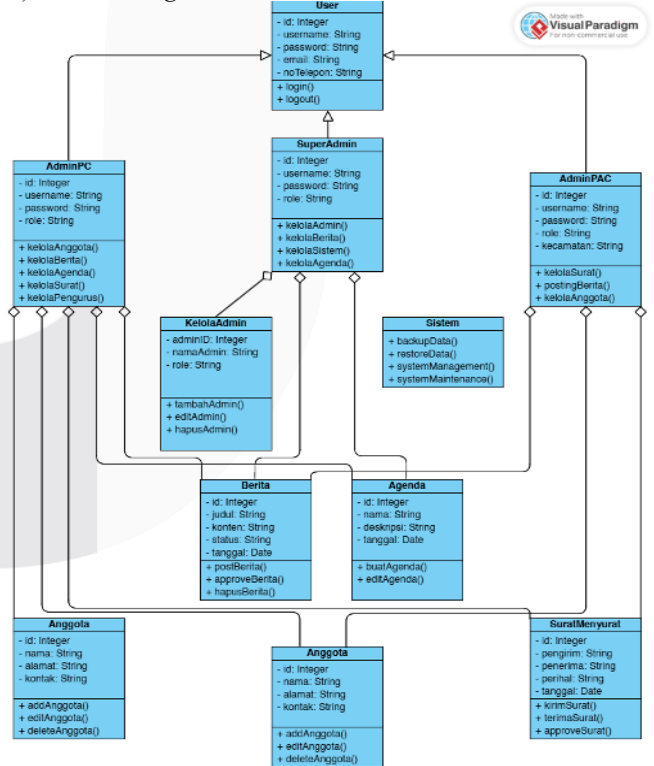 User
- id: Integer
- username: String
- password: String
- email: String
- noTelepon: String
+ login()
+ logout()
Made with
Visual Paradigm
For non-commercial use
SuperAdmin
- id: Integer
- username: String
- password: String
- role: String
+ kelolaAdmin()
+ kelolaBerita()
+ kelolaSistem()
+ kelolaAgenda()
AdminPC
- id: Integer
- username: String
- password: String
- role: String
+ kelolaAnggota()
+ kelolaBerita()
+ kelolaAgenda()
+ kelolaSurat()
+ kelolaPengurus()
AdminPAC
- id: Integer
- username: String
- password: String
- role: String
- kecamatan: String
+ kelolaSurat()
+ postingBerita()
+ kelolaAnggota()
KelolaAdmin
- adminID: Integer
- namaAdmin: String
- role: String
+ tambahAdmin()
+ editAdmin()
+ hapusAdmin()
Sistem
+ backupData()
+ restoreData()
+ systemManagement()
+ systemMaintenance()
Berita
- id: Integer
- judul: String
- konten: String
- status: String
- tanggal: Date
+ postBerita()
+ approveBerita()
+ hapusBerita()
Agenda
- id: Integer
- nama: String
- deskripsi: String
- tanggal: Date
+ buatAgenda()
+ editAgenda()
Anggota
- id: Integer
- nama: String
- alamat: String
- kontak: String
+ addAnggota()
+ editAnggota()
+ deleteAnggota()
Anggota
- id: Integer
- nama: String
- alamat: String
- kontak: String
+ addAnggota()
+ editAnggota()
+ deleteAnggota()
SuratMenyurat
- id: Integer
- pengirim: String
- penerima: String
- perihal: String
- tanggal: Date
+ kirimSurat()
+ terimaSurat()
+ approveSurat()